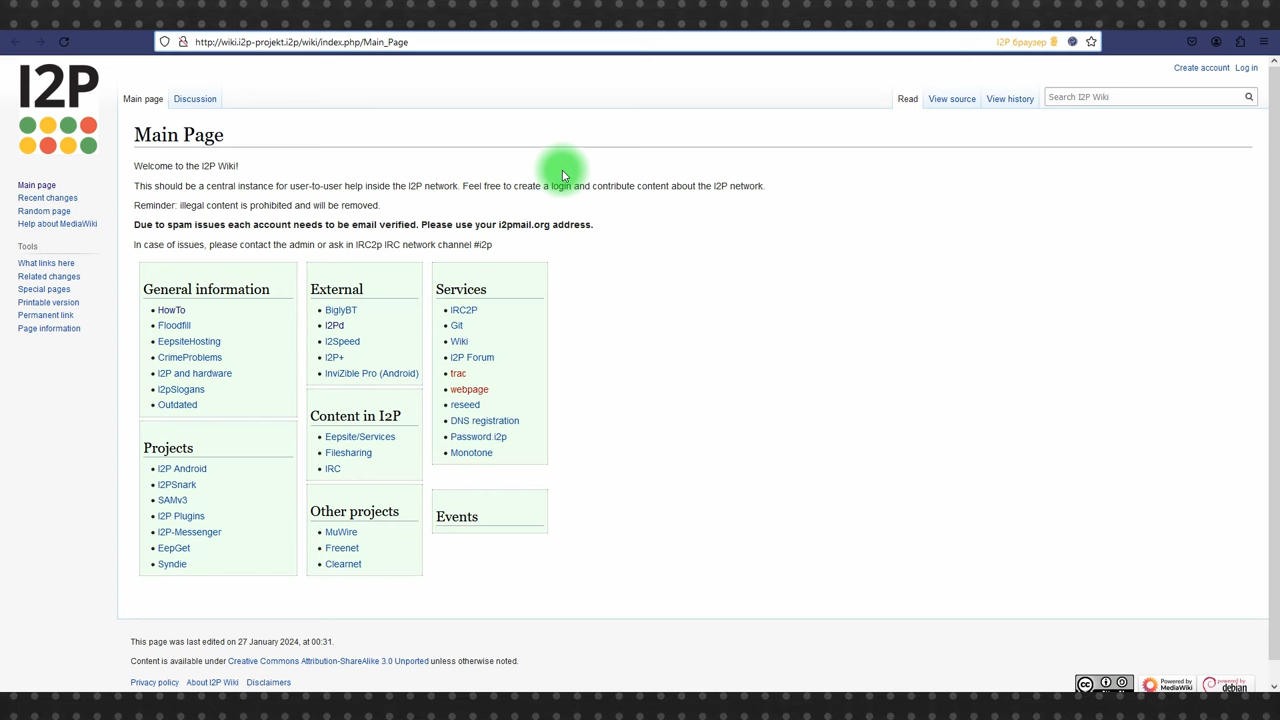 http://wiki.i2p-projekt.i2p/wiki/index.php/Main_Page
I2P браузер
I2P
Create account Log in
Main page Discussion
Read View source View history
Search I2P Wiki
Main page
Recent changes
Random page
Help about MediaWiki
Tools
What links here
Related changes
Special pages
Printable version
Permanent link
Page information
Main Page
Welcome to the I2P Wiki!
This should be a central instance for user-to-user help inside the I2P network. Feel free to create a login and contribute content about the I2P network.
Reminder: illegal content is prohibited and will be removed.
Due to spam issues each account needs to be email verified. Please use your i2pmail.org address.
In case of issues, please contact the admin or ask in IRC2p IRC network channel #i2p
General information
HowTo
Floodfill
EepsiteHosting
CrimeProblems
I2P and hardware
I2pSlogans
Outdated
Projects
I2P Android
I2PSnark
SAMv3
I2P Plugins
I2P-Messenger
EepGet
Syndie
External
BiglyBT
I2Pd
I2Speed
I2P+
InviZible Pro (Android)
Content in I2P
Eepsite/Services
Filesharing
IRC
Other projects
MuWire
Freenet
Clearnet
Services
IRC2P
Git
Wiki
I2P Forum
trac
webpage
reseed
DNS registration
Password.i2p
Monotone
Events
This page was last edited on 27 January 2024, at 00:31.
Content is available under Creative Commons Attribution-ShareAlike 3.0 Unported unless otherwise noted.
Privacy policy About I2P Wiki Disclaimers
Powered by
MediaWiki
powered by
debian